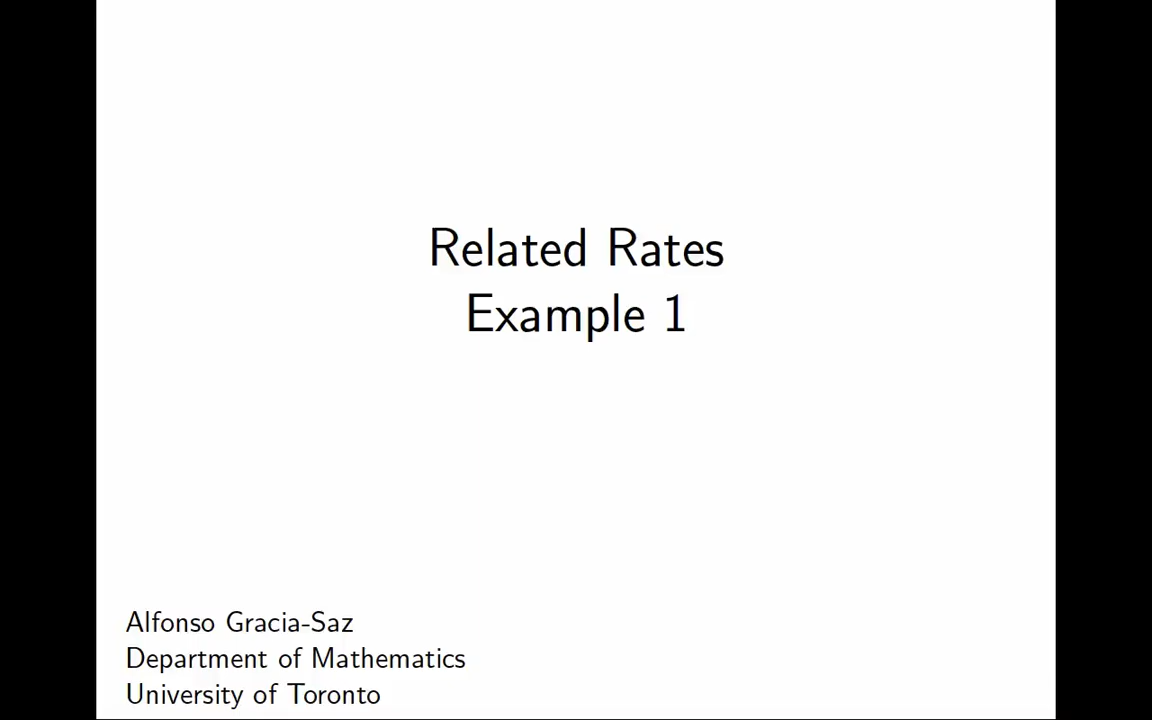 Related Rates
Example 1
Alfonso Gracia-Saz
Department of Mathematics
University of Toronto